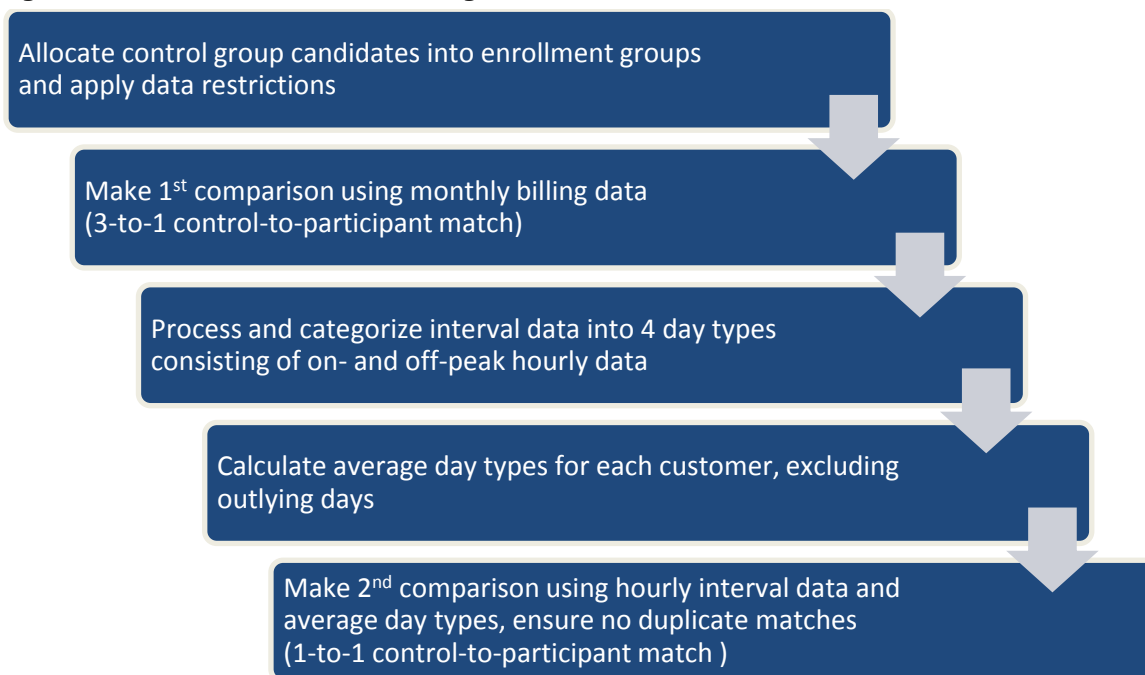 Allocate control group candidates into enrollment groups
and apply data restrictions
Make 1st comparison using monthly billing data
(3-to-1 control-to-participant match)
Process and categorize interval data into 4 day types
consisting of on- and off-peak hourly data
Calculate average day types for each customer, excluding
outlying days
Make 2nd comparison using hourly interval data and
average day types, ensure no duplicate matches
(1-to-1 control-to-participant match )